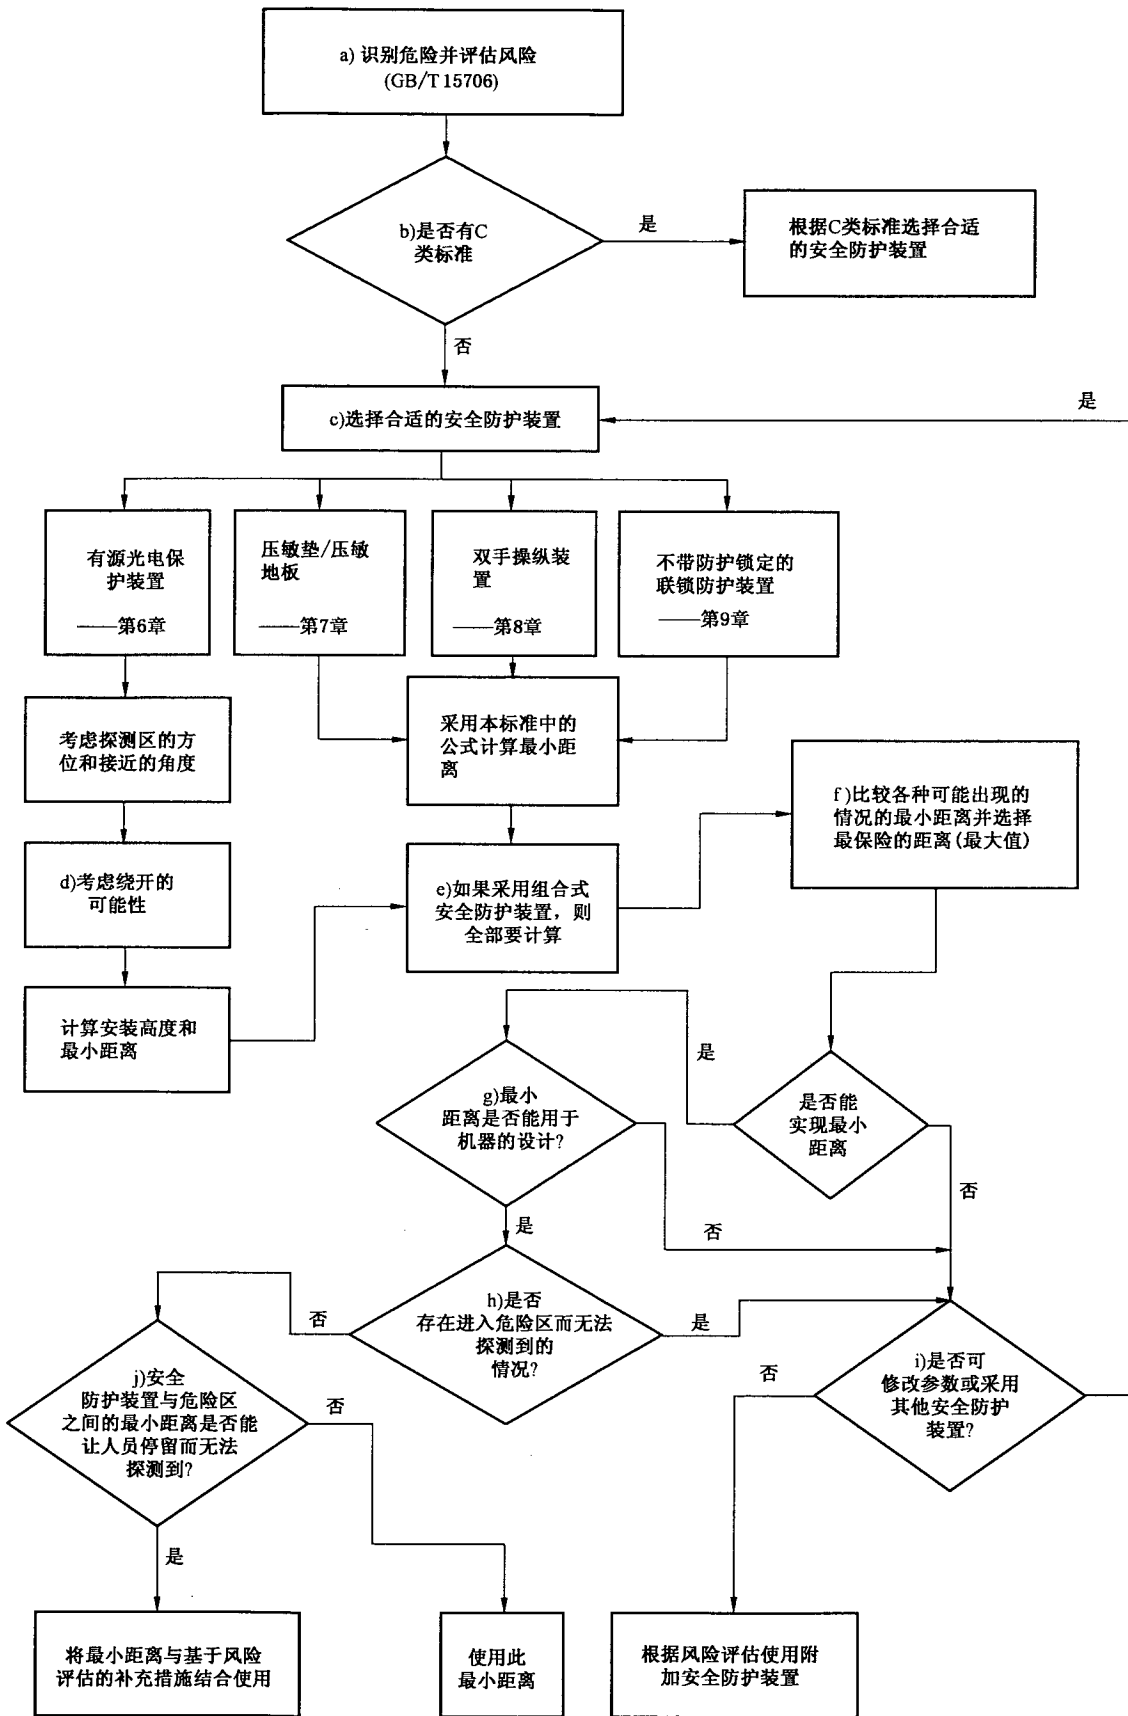 a) 识别危险并评估风险
(GB/T 15706)
b)是否有C
类标准
是
根据C类标准选择合适
的安全防护装置
否
c)选择合适的安全防护装置
是
有源光电保
护装置
——第6章
压敏垫/压敏
地板
——第7章
双手操纵装
置
——第8章
不带防护锁定的
联锁防护装置
——第9章
考虑探测区的方
位和接近的角度
采用本标准中的
公式计算最小距
离
f)比较各种可能出现的
情况的最小距离并选择
最保险的距离(最大值)
d)考虑绕开的
可能性
e)如果采用组合式
安全防护装置，则
全部要计算
计算安装高度和
最小距离
是
g)最小
距离是否能用于
机器的设计?
是否能
实现最小
距离
否
是
否
h)是否
存在进入危险区而无法
探测到的
情况?
否
是
j)安全
防护装置与危险区
之间的最小距离是否能
让人员停留而无法
探测到?
否
i)是否可
修改参数或采用
其他安全防护
装置?
否
是
将最小距离与基于风险
评估的补充措施结合使用
使用此
最小距离
根据风险评估使用附
加安全防护装置